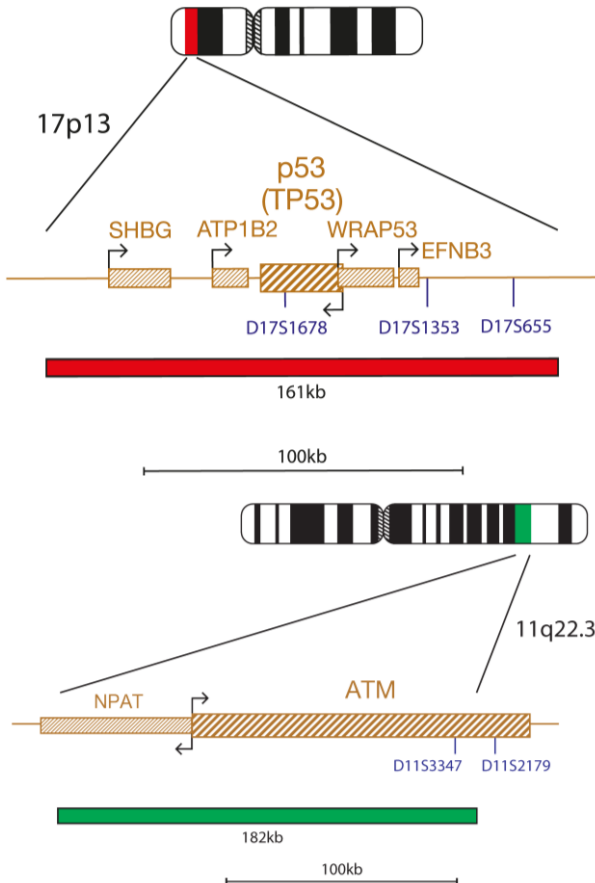 17p13
p53
(TP53)
SHBG
ATP1B2
WRAP53
EFNB3
D17S1678
D17S1353
D17S655
161kb
100kb
11q22.3
NPAT
ATM
D11S3347
D11S2179
182kb
100kb